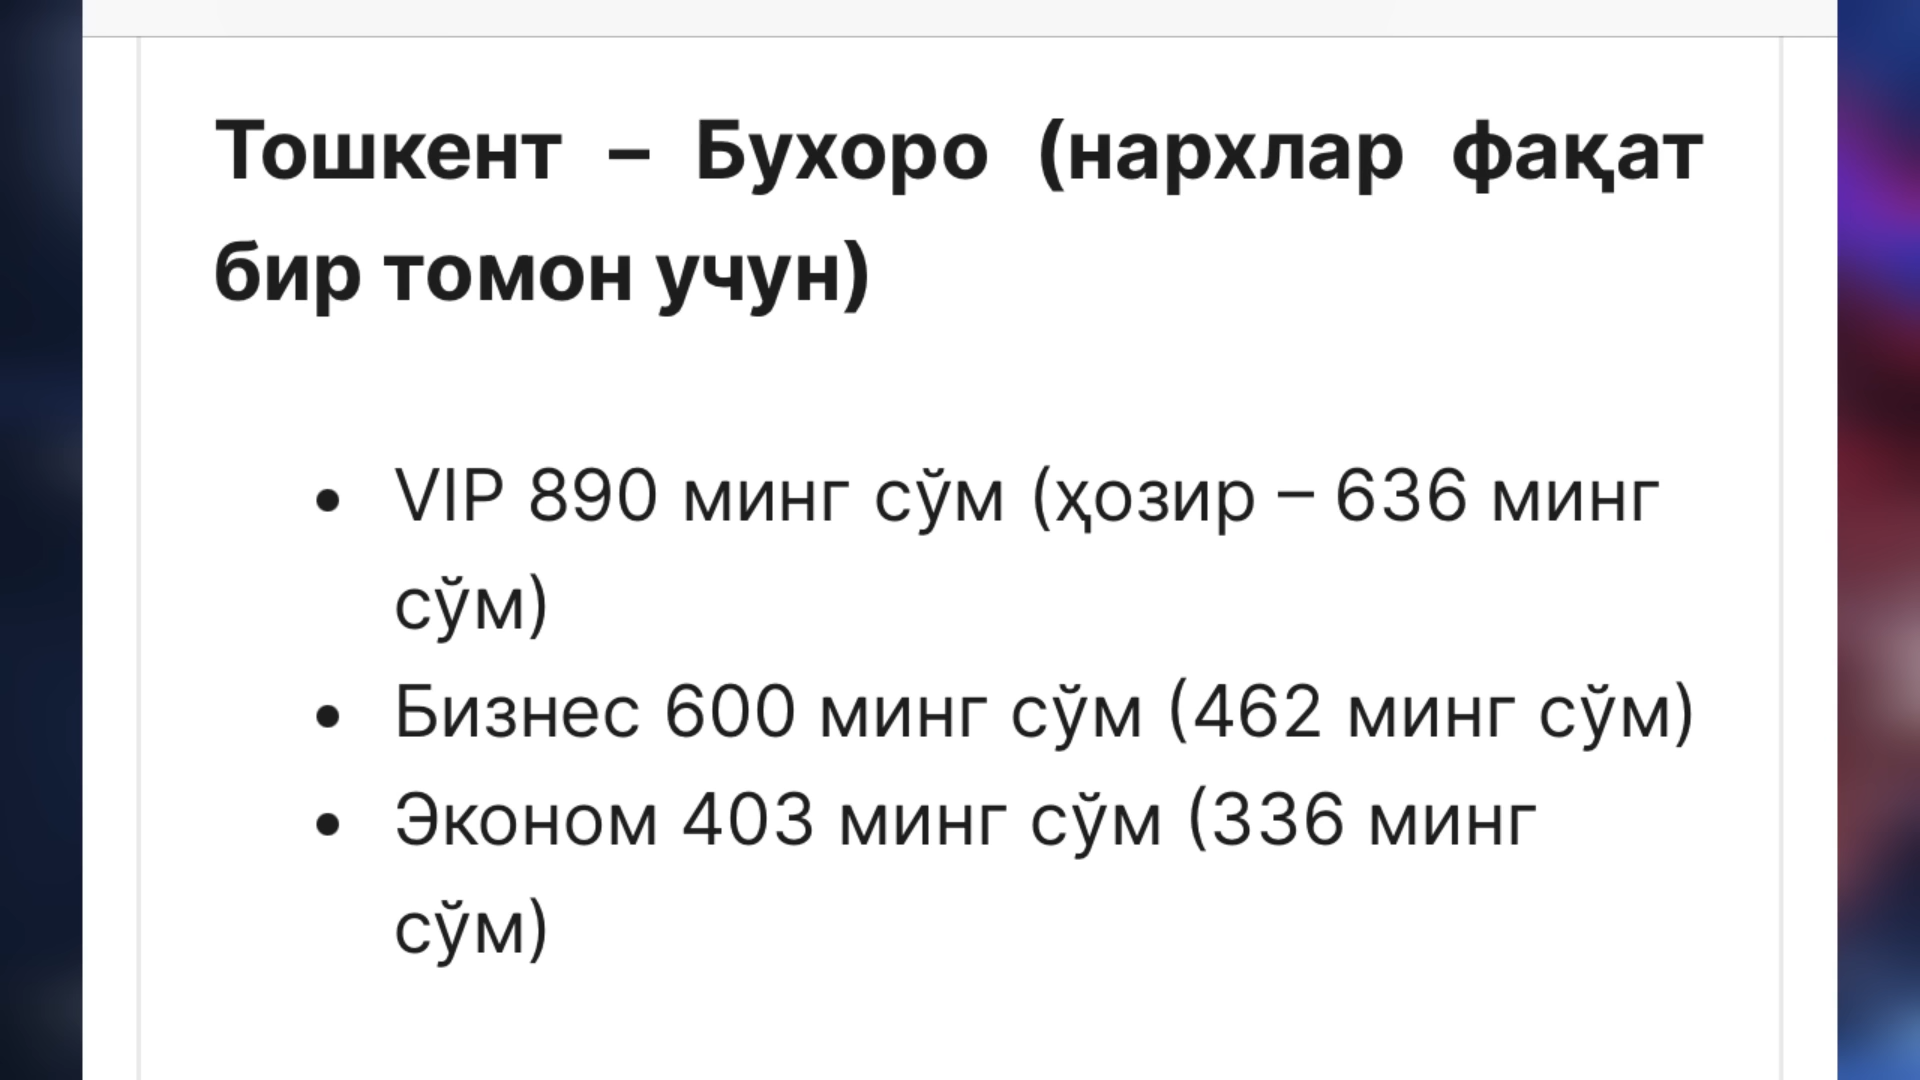 Тошкент – Бухоро (нархлар фақат
бир томон учун)
• VIP 890 минг сўм (ҳозир – 636 минг
сўм)
• Бизнес 600 минг сўм (462 минг сўм)
• Эконом 403 минг сўм (336 минг
сўм)